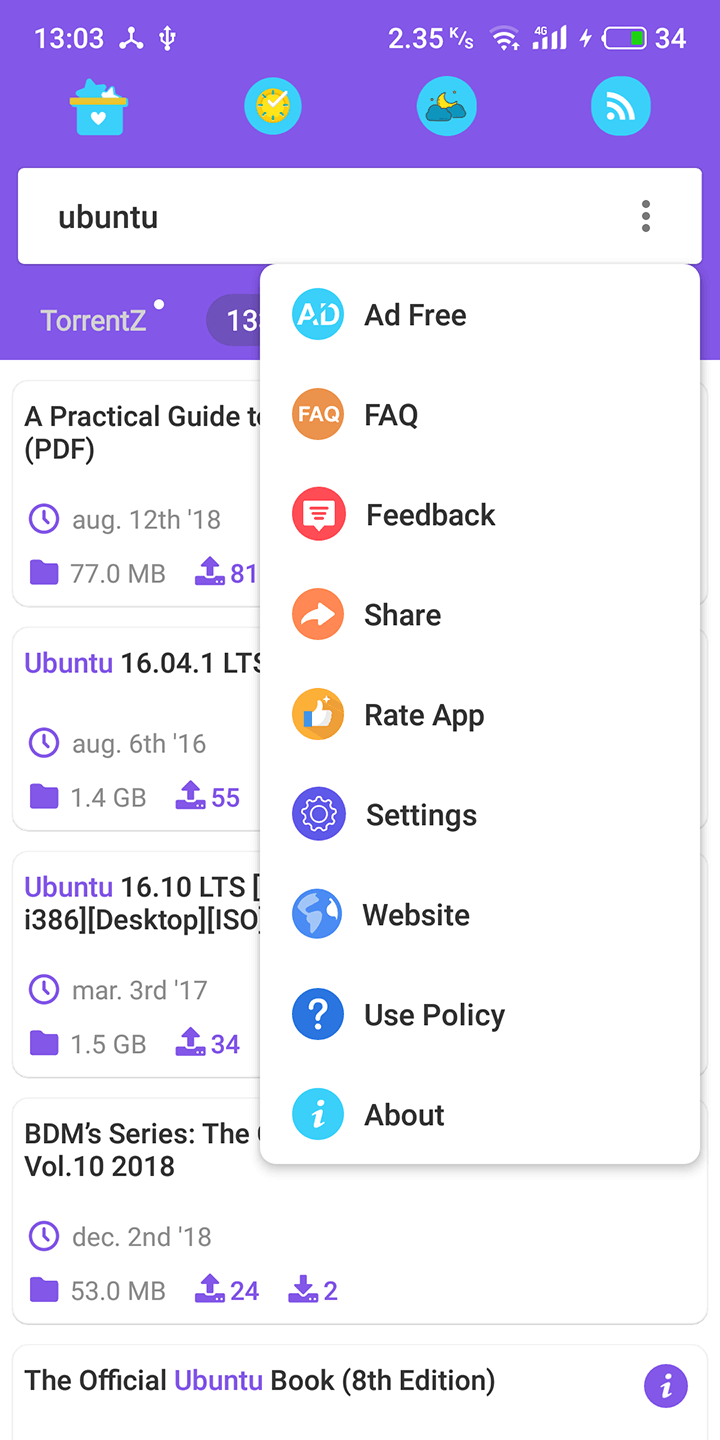 13:03 2.35 K/s 4G 34
ubuntu
TorrentZ 13
AD Ad Free
FAQ FAQ
Feedback
Share
Rate App
Settings
Website
? Use Policy
i About
A Practical Guide to
(PDF)
aug. 12th '18
77.0 MB 81
Ubuntu 16.04.1 LTS
aug. 6th '16
1.4 GB 55
Ubuntu 16.10 LTS [
i386][Desktop][ISO]
mar. 3rd '17
1.5 GB 34
BDM’s Series: The
Vol.10 2018
dec. 2nd '18
53.0 MB 24 2
The Official Ubuntu Book (8th Edition) i